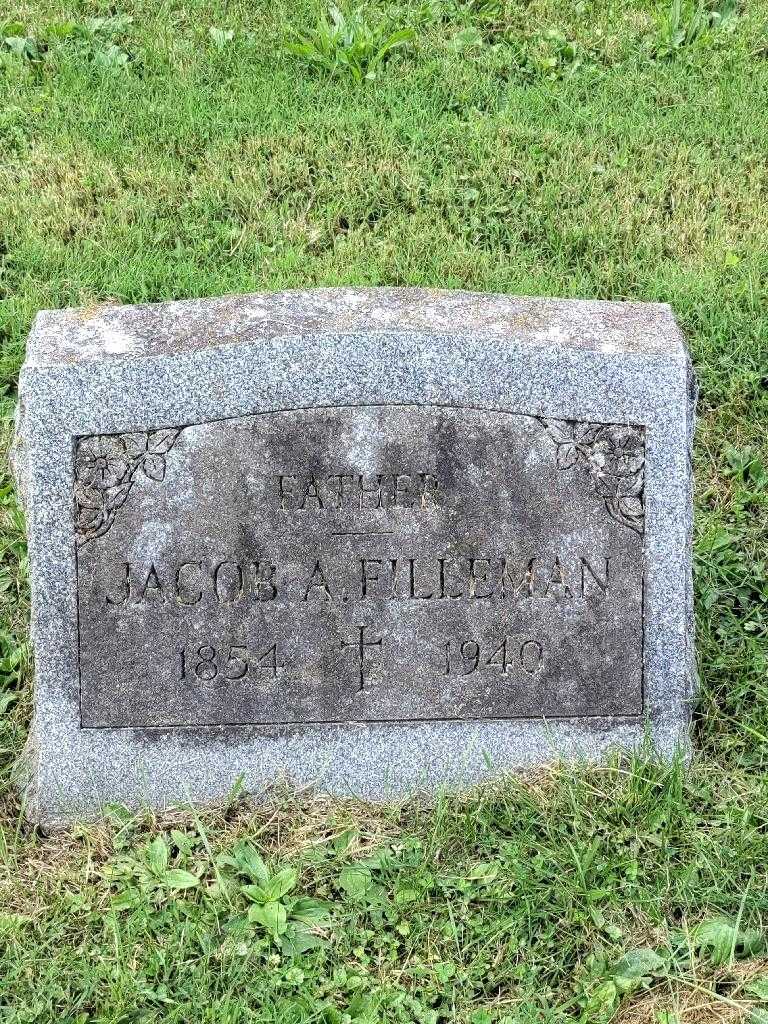 FATHER
JACOB A. FILLEMAN
1854 1940